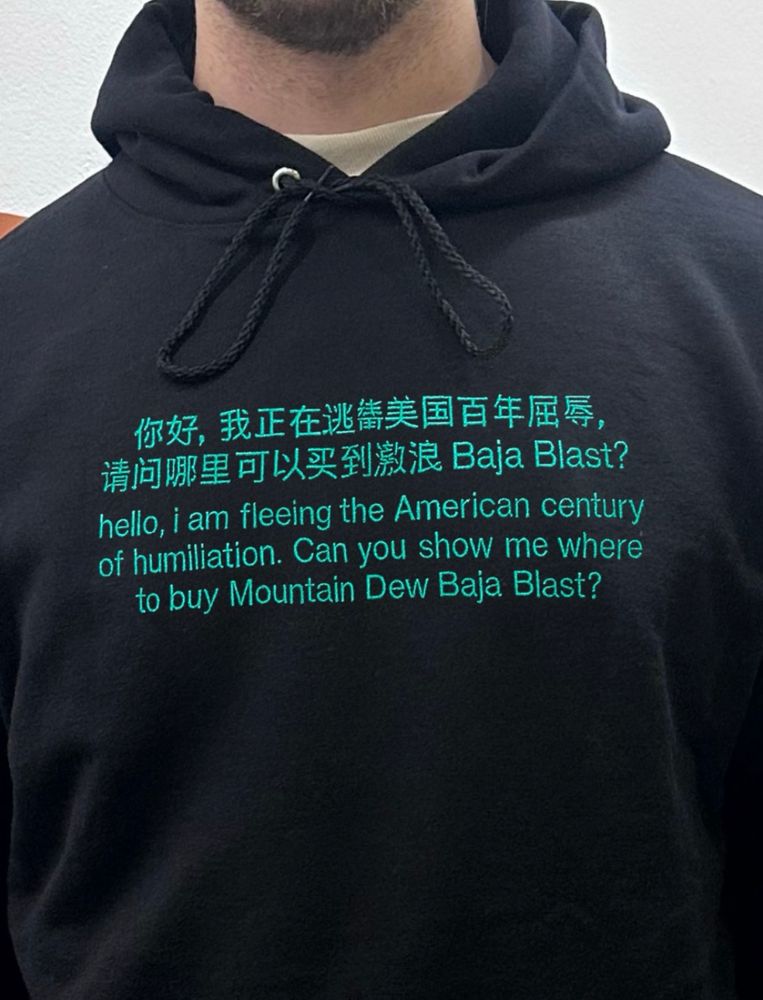 你好, 我正在逃美国百年屈辱,
请问哪里可以买到激浪 Baja Blast?
hello, i am fleeing the American century
of humiliation. Can you show me where
to buy Mountain Dew Baja Blast?